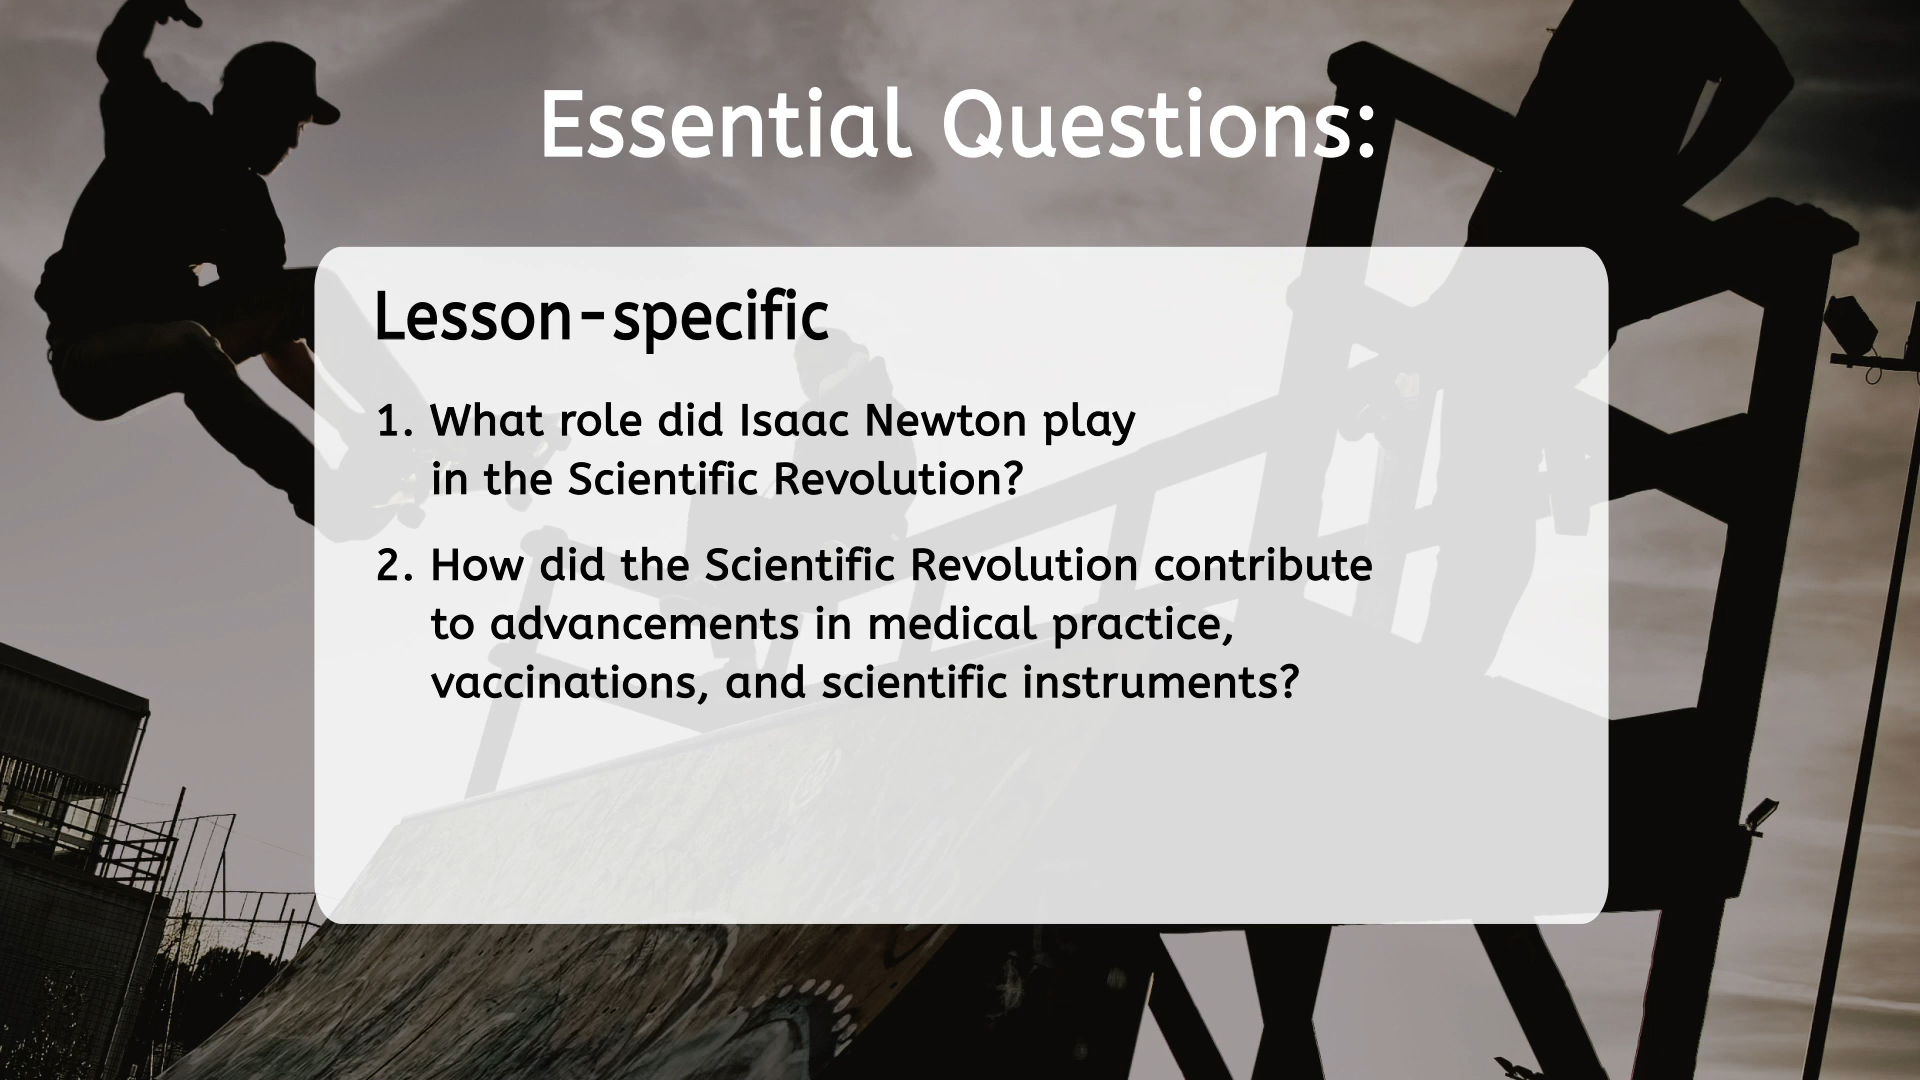 Essential Questions:
Lesson-specific
1. What role did Isaac Newton play
in the Scientific Revolution?
2. How did the Scientific Revolution contribute
to advancements in medical practice,
vaccinations, and scientific instruments?